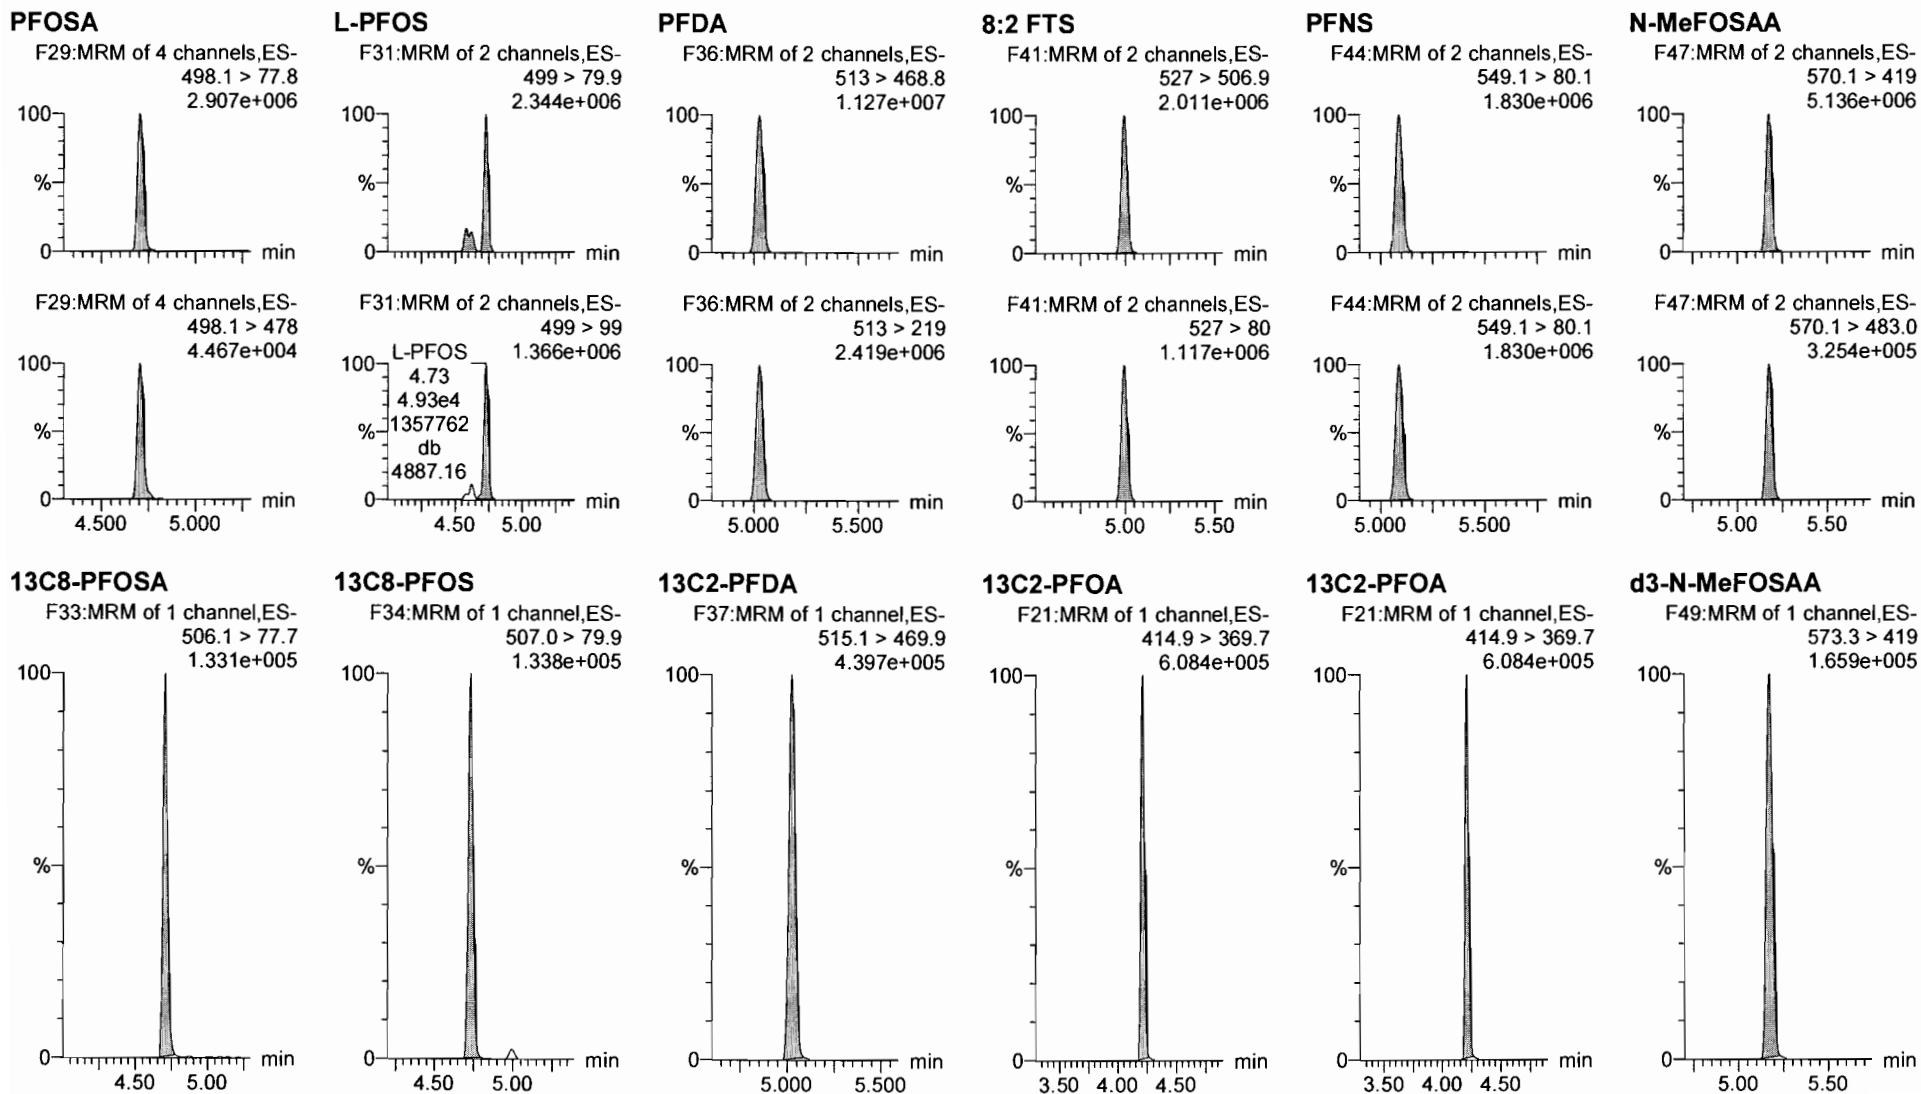 PFOSA
F29:MRM of 4 channels,ES-
498.1 > 77.8
2.907e+006
100
%
0
min
L-PFOS
F31:MRM of 2 channels,ES-
499 > 79.9
2.344e+006
100
%
0
min
PFDA
F36:MRM of 2 channels,ES-
513 > 468.8
1.127e+007
100
%
0
min
8:2 FTS
F41:MRM of 2 channels,ES-
527 > 506.9
2.011e+006
100
%
0
min
PFNS
F44:MRM of 2 channels,ES-
549.1 > 80.1
1.830e+006
100
%
0
min
N-MeFOSAA
F47:MRM of 2 channels,ES-
570.1 > 419
5.136e+006
100
%
0
min
F29:MRM of 4 channels,ES-
498.1 > 478
4.467e+004
100
%
0
min
4.500 5.000
F31:MRM of 2 channels,ES-
499 > 99
1.366e+006
L-PFOS
4.73
4.93e4
1357762
db
4887.16
100
%
0
min
4.50 5.00
F36:MRM of 2 channels,ES-
513 > 219
2.419e+006
100
%
0
min
5.000 5.500
F41:MRM of 2 channels,ES-
527 > 80
1.117e+006
100
%
0
min
5.00 5.50
F44:MRM of 2 channels,ES-
549.1 > 80.1
1.830e+006
100
%
0
min
5.000 5.500
F47:MRM of 2 channels,ES-
570.1 > 483.0
3.254e+005
100
%
0
min
5.00 5.50
13C8-PFOSA
F33:MRM of 1 channel,ES-
506.1 > 77.7
1.331e+005
100
%
0
min
4.50 5.00
13C8-PFOS
F34:MRM of 1 channel,ES-
507.0 > 79.9
1.338e+005
100
%
0
min
4.50 5.00
13C2-PFDA
F37:MRM of 1 channel,ES-
515.1 > 469.9
4.397e+005
100
%
0
min
5.000 5.500
13C2-PFOA
F21:MRM of 1 channel,ES-
414.9 > 369.7
6.084e+005
100
%
0
min
3.50 4.00 4.50
13C2-PFOA
F21:MRM of 1 channel,ES-
414.9 > 369.7
6.084e+005
100
%
0
min
3.50 4.00 4.50
d3-N-MeFOSAA
F49:MRM of 1 channel,ES-
573.3 > 419
1.659e+005
100
%
0
min
5.00 5.50